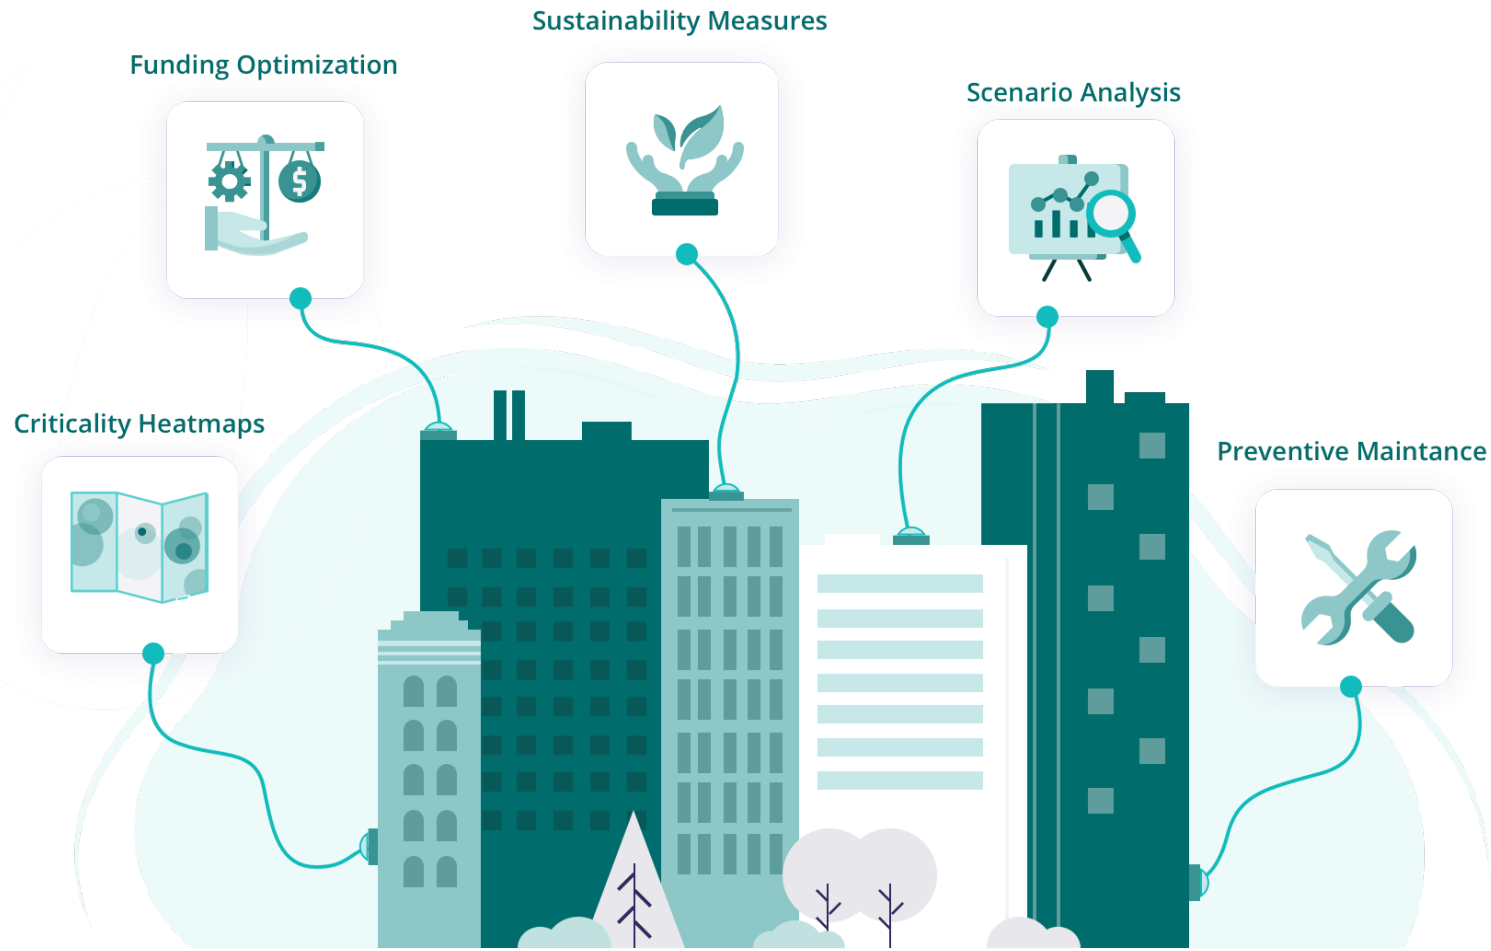 Sustainability Measures
Funding Optimization
Scenario Analysis
Criticality Heatmaps
Preventive Maintance
$